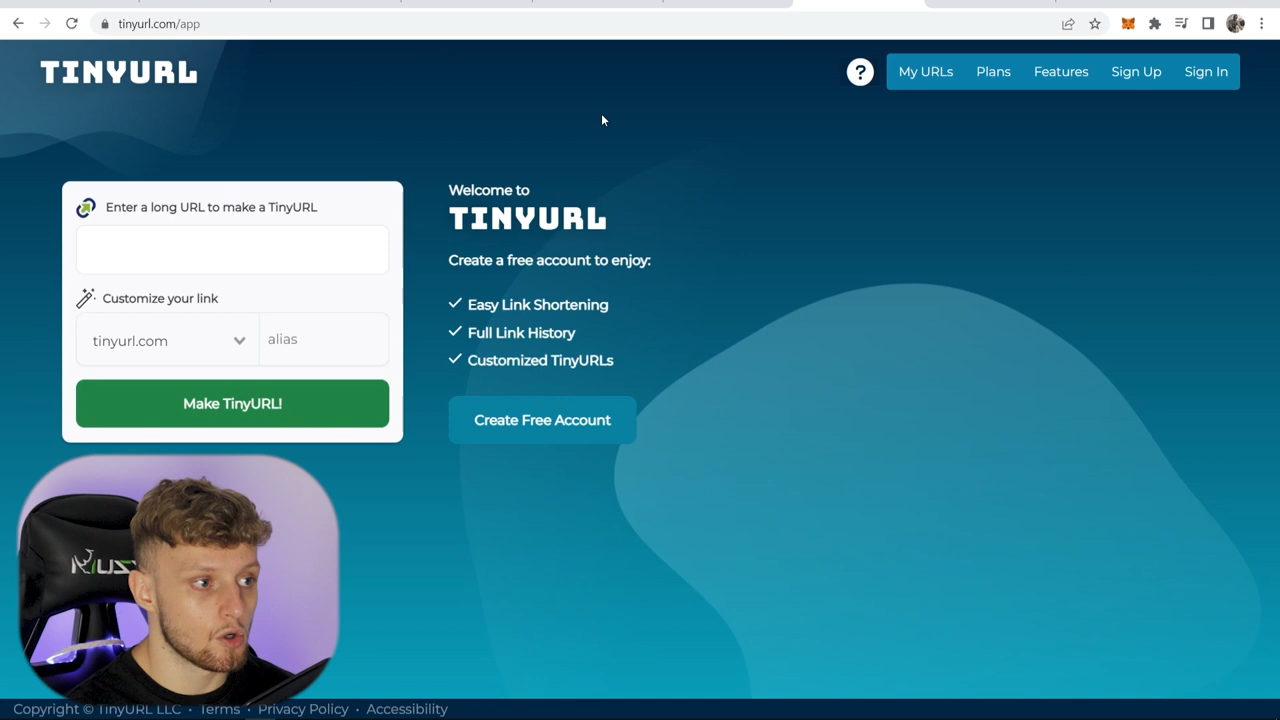 tinyurl.com/app
TINYURL
? My URLs Plans Features Sign Up Sign In
Enter a long URL to make a TinyURL
Customize your link
tinyurl.com alias
Make TinyURL!
Welcome to
TINYURL
Create a free account to enjoy:
Easy Link Shortening
Full Link History
Customized TinyURLs
Create Free Account
Copyright © TinyURL LLC • Terms • Privacy Policy • Accessibility